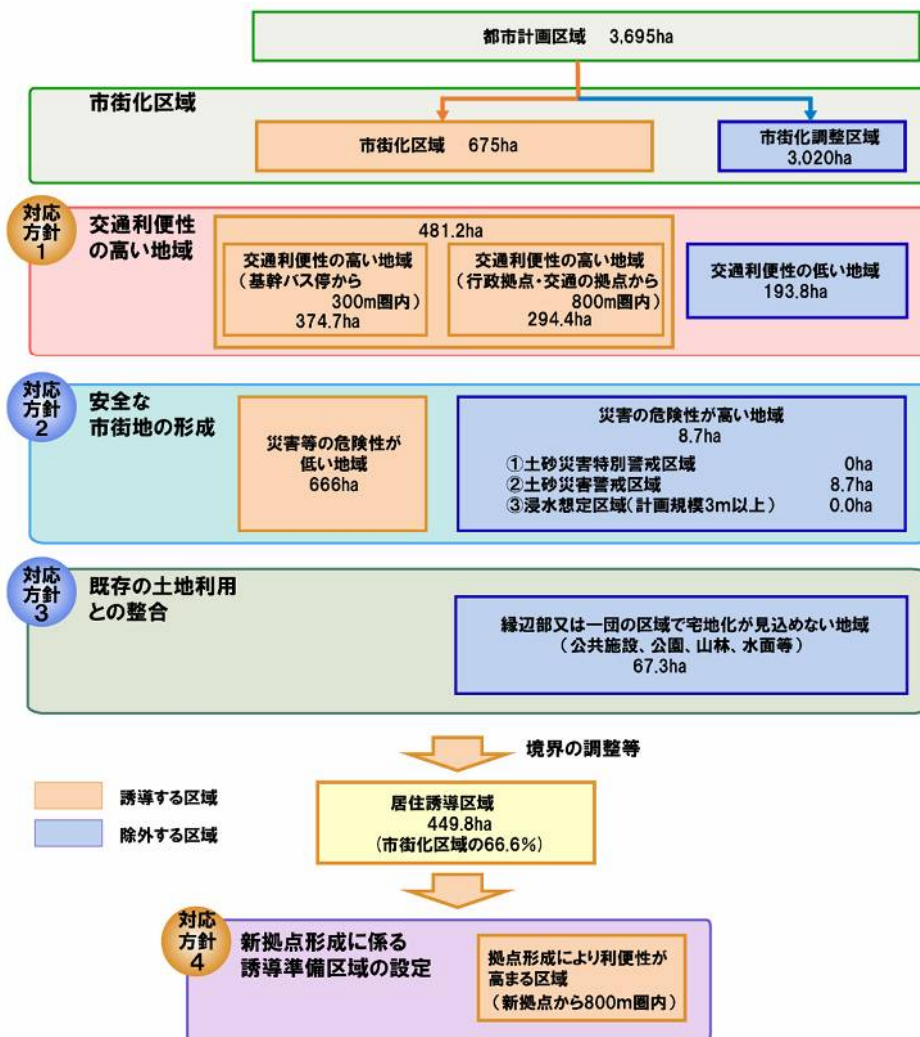 都市計画区域 3,695ha
市街化区域
市街化区域 675ha
市街化調整区域
3,020ha
対応
方針
1
交通利便性
の高い地域
481.2ha
交通利便性の高い地域
(基幹バス停から
300m圏内)
374.7ha
交通利便性の高い地域
(行政拠点・交通の拠点から
800m圏内)
294.4ha
交通利便性の低い地域
193.8ha
対応
方針
2
安全な
市街地の形成
災害等の危険性が
低い地域
666ha
災害の危険性が高い地域
8.7ha
①土砂災害特別警戒区域 0ha
②土砂災害警戒区域 8.7ha
③浸水想定区域(計画規模3m以上) 0.0ha
対応
方針
3
既存の土地利用
との整合
縁辺部又は一団の区域で宅地化が見込めない地域
(公共施設、公園、山林、水面等)
67.3ha
境界の調整等
誘導する区域
除外する区域
居住誘導区域
449.8ha
(市街化区域の66.6%)
対応
方針
4
新拠点形成に係る
誘導準備区域の設定
拠点形成により利便性が
高まる区域
(新拠点から800m圏内)